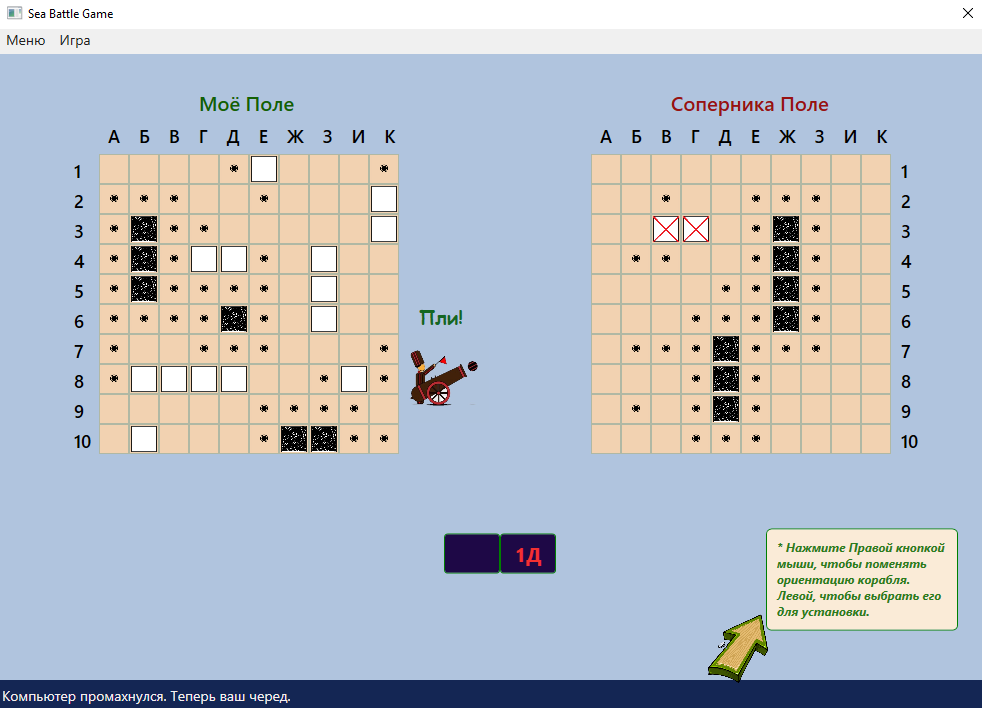 Sea Battle Game
Меню Игра
Моё Поле
Соперника Поле
А Б В Г Д Е Ж З И К
А Б В Г Д Е Ж З И К
1 1
2 2
3 3
4 4
5 5
6 6
7 7
8 8
9 9
10 10
Пли!
1Д
* Нажмите Правой кнопкой
мыши, чтобы поменять
ориентацию корабля.
Левой, чтобы выбрать его
для установки.
Компьютер промахнулся. Теперь ваш черед.